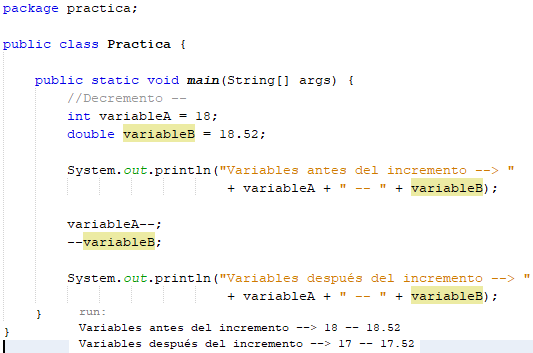 package practica;
public class Practica {
public static void main(String[] args) {
//Decremento --
int variableA = 18;
double variableB = 18.52;
System.out.println("Variables antes del incremento --> "
+ variableA + " -- " + variableB);
variableA--;
--variableB;
System.out.println("Variables después del incremento --> "
+ variableA + " -- " + variableB);
}
}
run:
Variables antes del incremento --> 18 -- 18.52
Variables después del incremento --> 17 -- 17.52